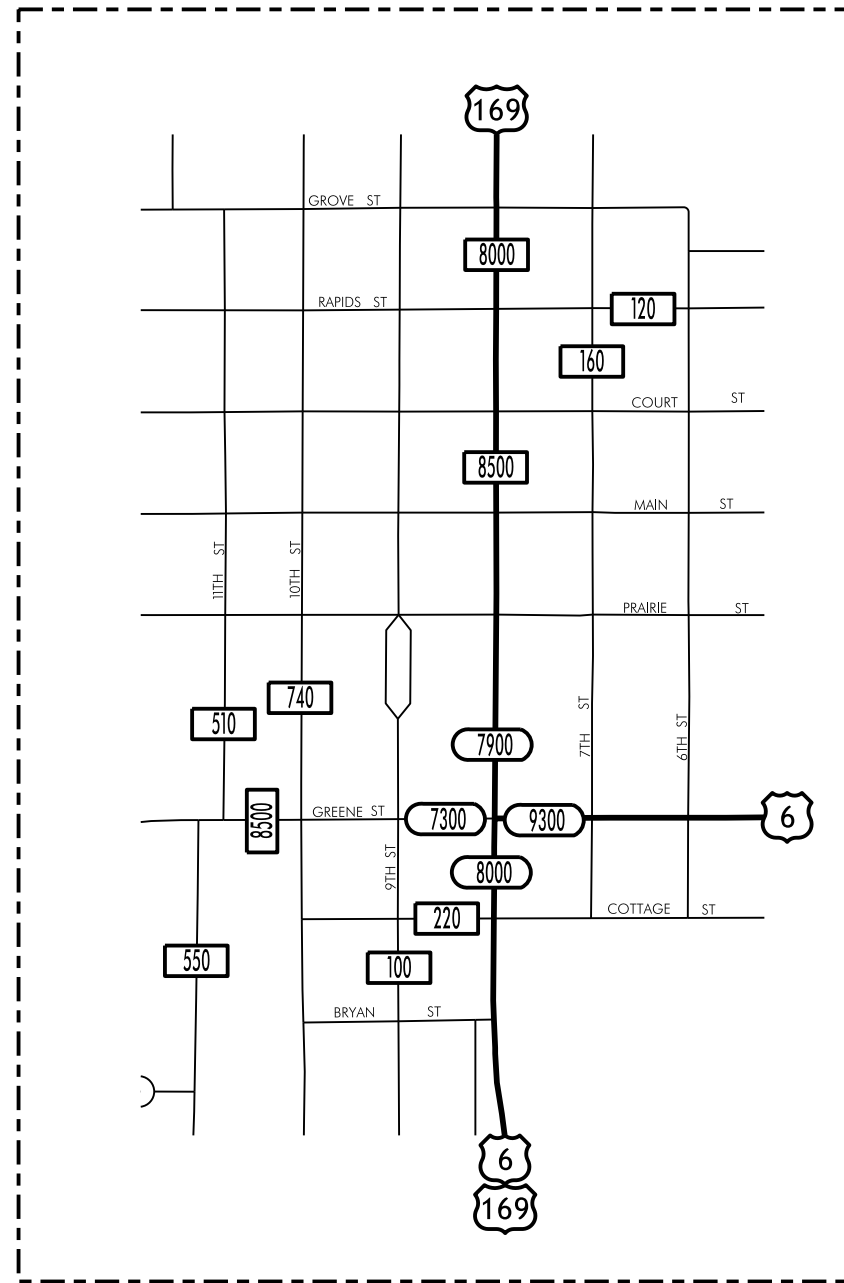 169
GROVE ST
8000
RAPIDS ST
120
160
COURT ST
8500
MAIN ST
11TH ST
10TH ST
PRAIRIE ST
740
510
7TH ST
6TH ST
7900
8500
GREENE ST
7300
9300
6
9TH ST
8000
220
COTTAGE ST
550
100
BRYAN ST
6
169